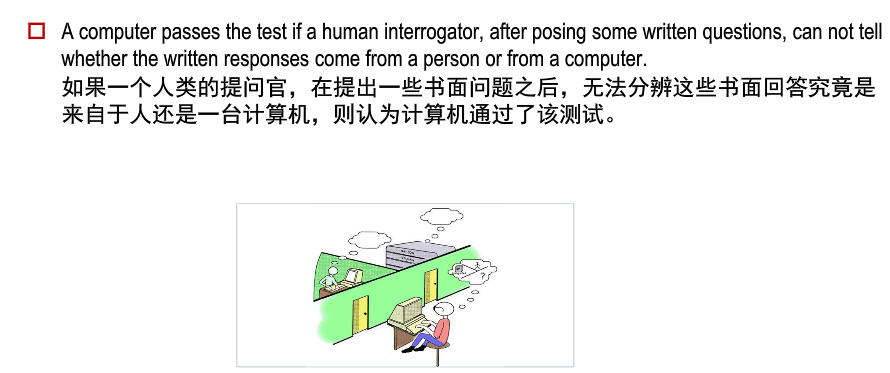 A computer passes the test if a human interrogator, after posing some written questions, can not tell
whether the written responses come from a person or from a computer.
如果一个人类的提问官，在提出一些书面问题之后，无法分辨这些书面回答究竟是
来自于人还是一台计算机，则认为计算机通过了该测试。